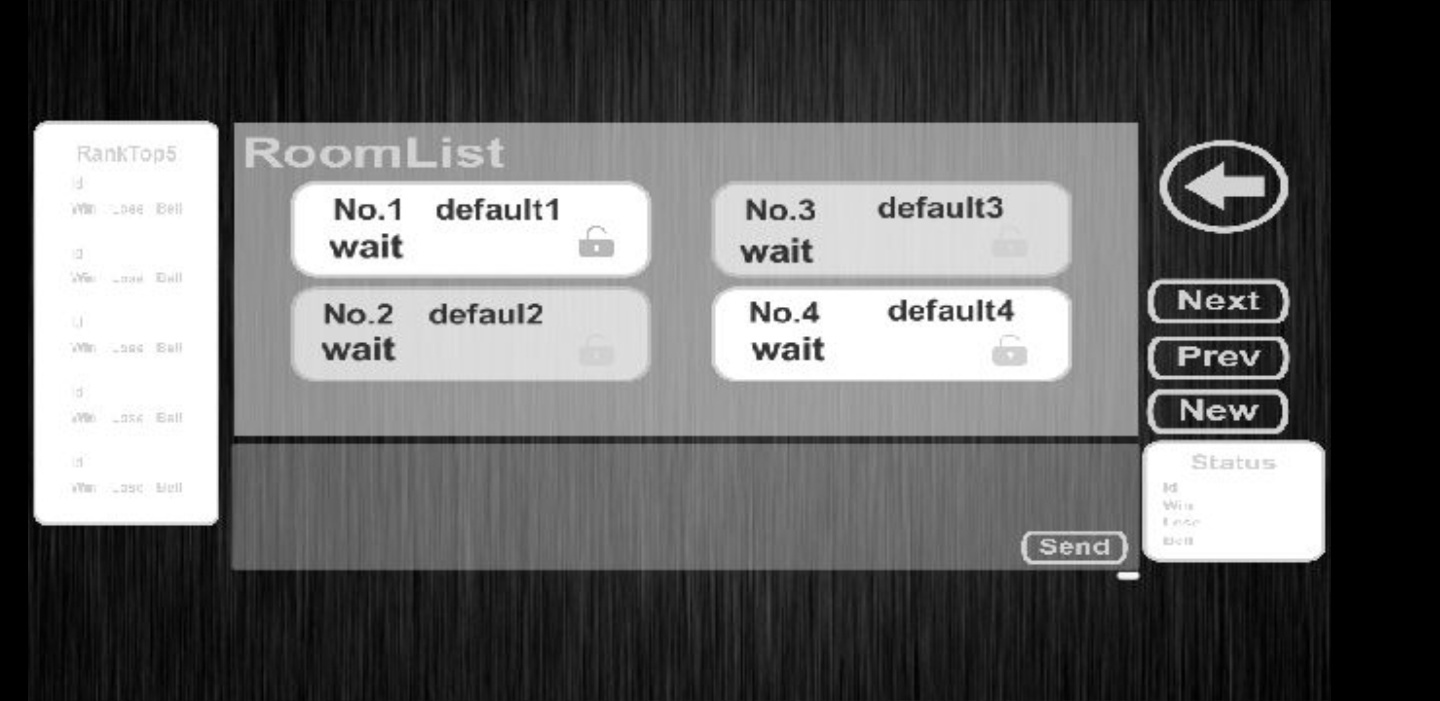 RankTop5
Id
Win Lose Bell
Id
Win Lose Bell
Id
Win Lose Bell
Id
Win Lose Bell
Id
Win Lose Bell
RoomList
No.1 default1
wait
No.3 default3
wait
No.2 defaul2
wait
No.4 default4
wait
Send
Next
Prev
New
Status
Id
Win
Lose
Bell